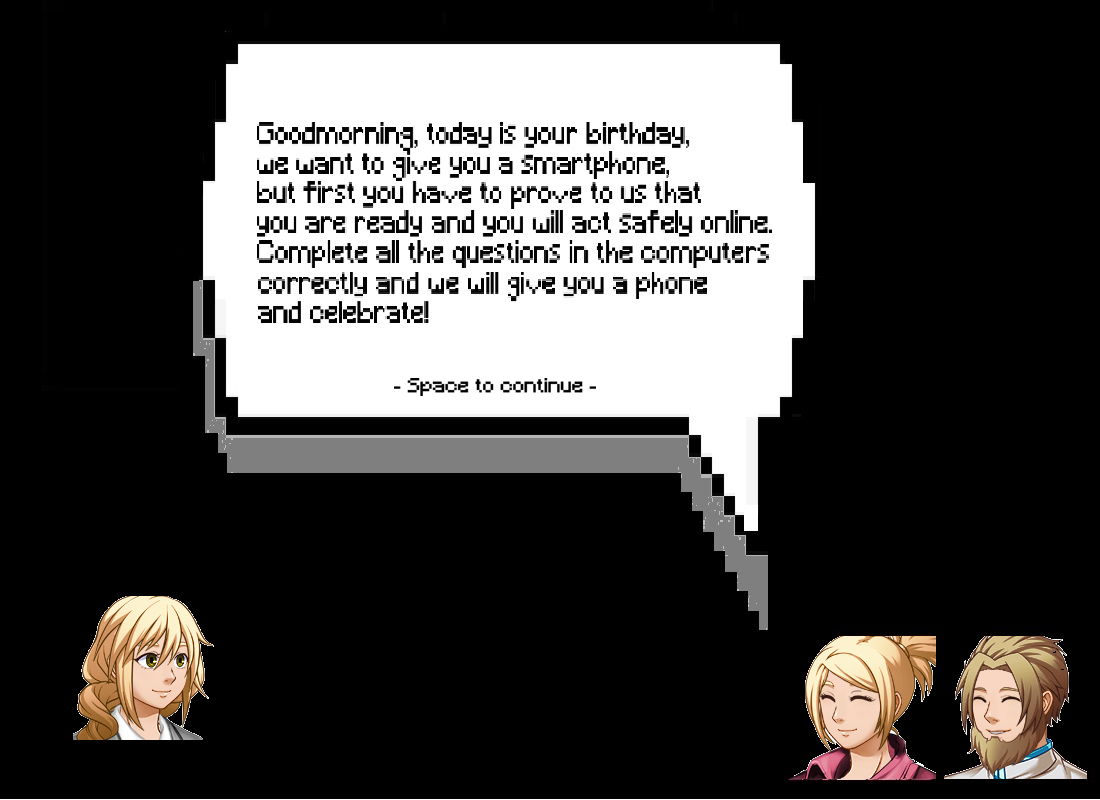 Goodmorning, today is your birthday,
we want to give you a smartphone,
but first you have to prove to us that
you are ready and you will act safely online.
Complete all the questions in the computers
correctly and we will give you a phone
and celebrate!
- Space to continue -